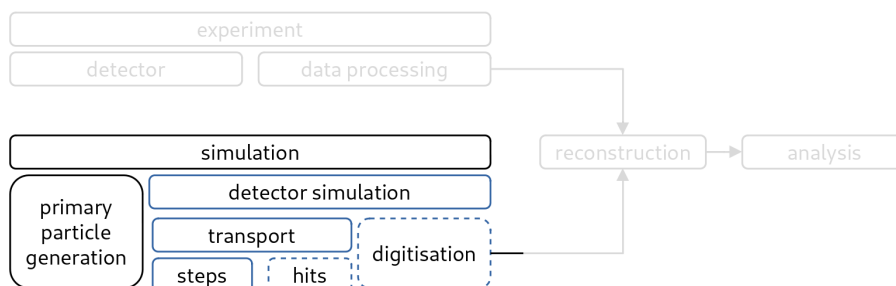 experiment
detector
data processing
simulation
reconstruction
analysis
detector simulation
primary
particle
generation
transport
digitisation
steps
hits